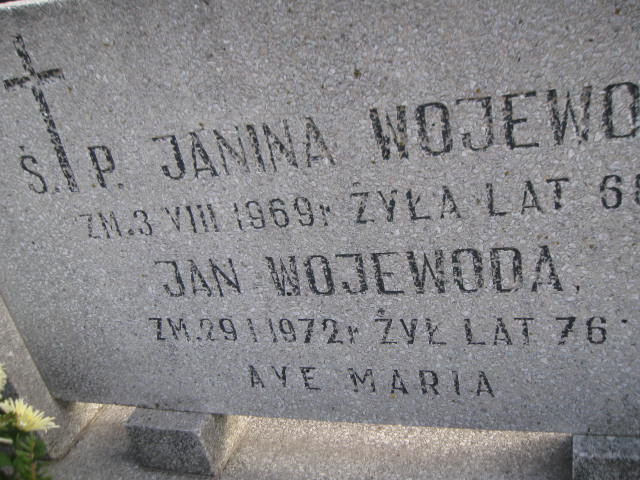 Ś. P. JANINA WOJEWO
ZM. 3 VIII 1969r ŻYŁA LAT
JAN WOJEWODA,
ZM. 29 I 1972r ŻYŁ LAT 76
AVE MARIA